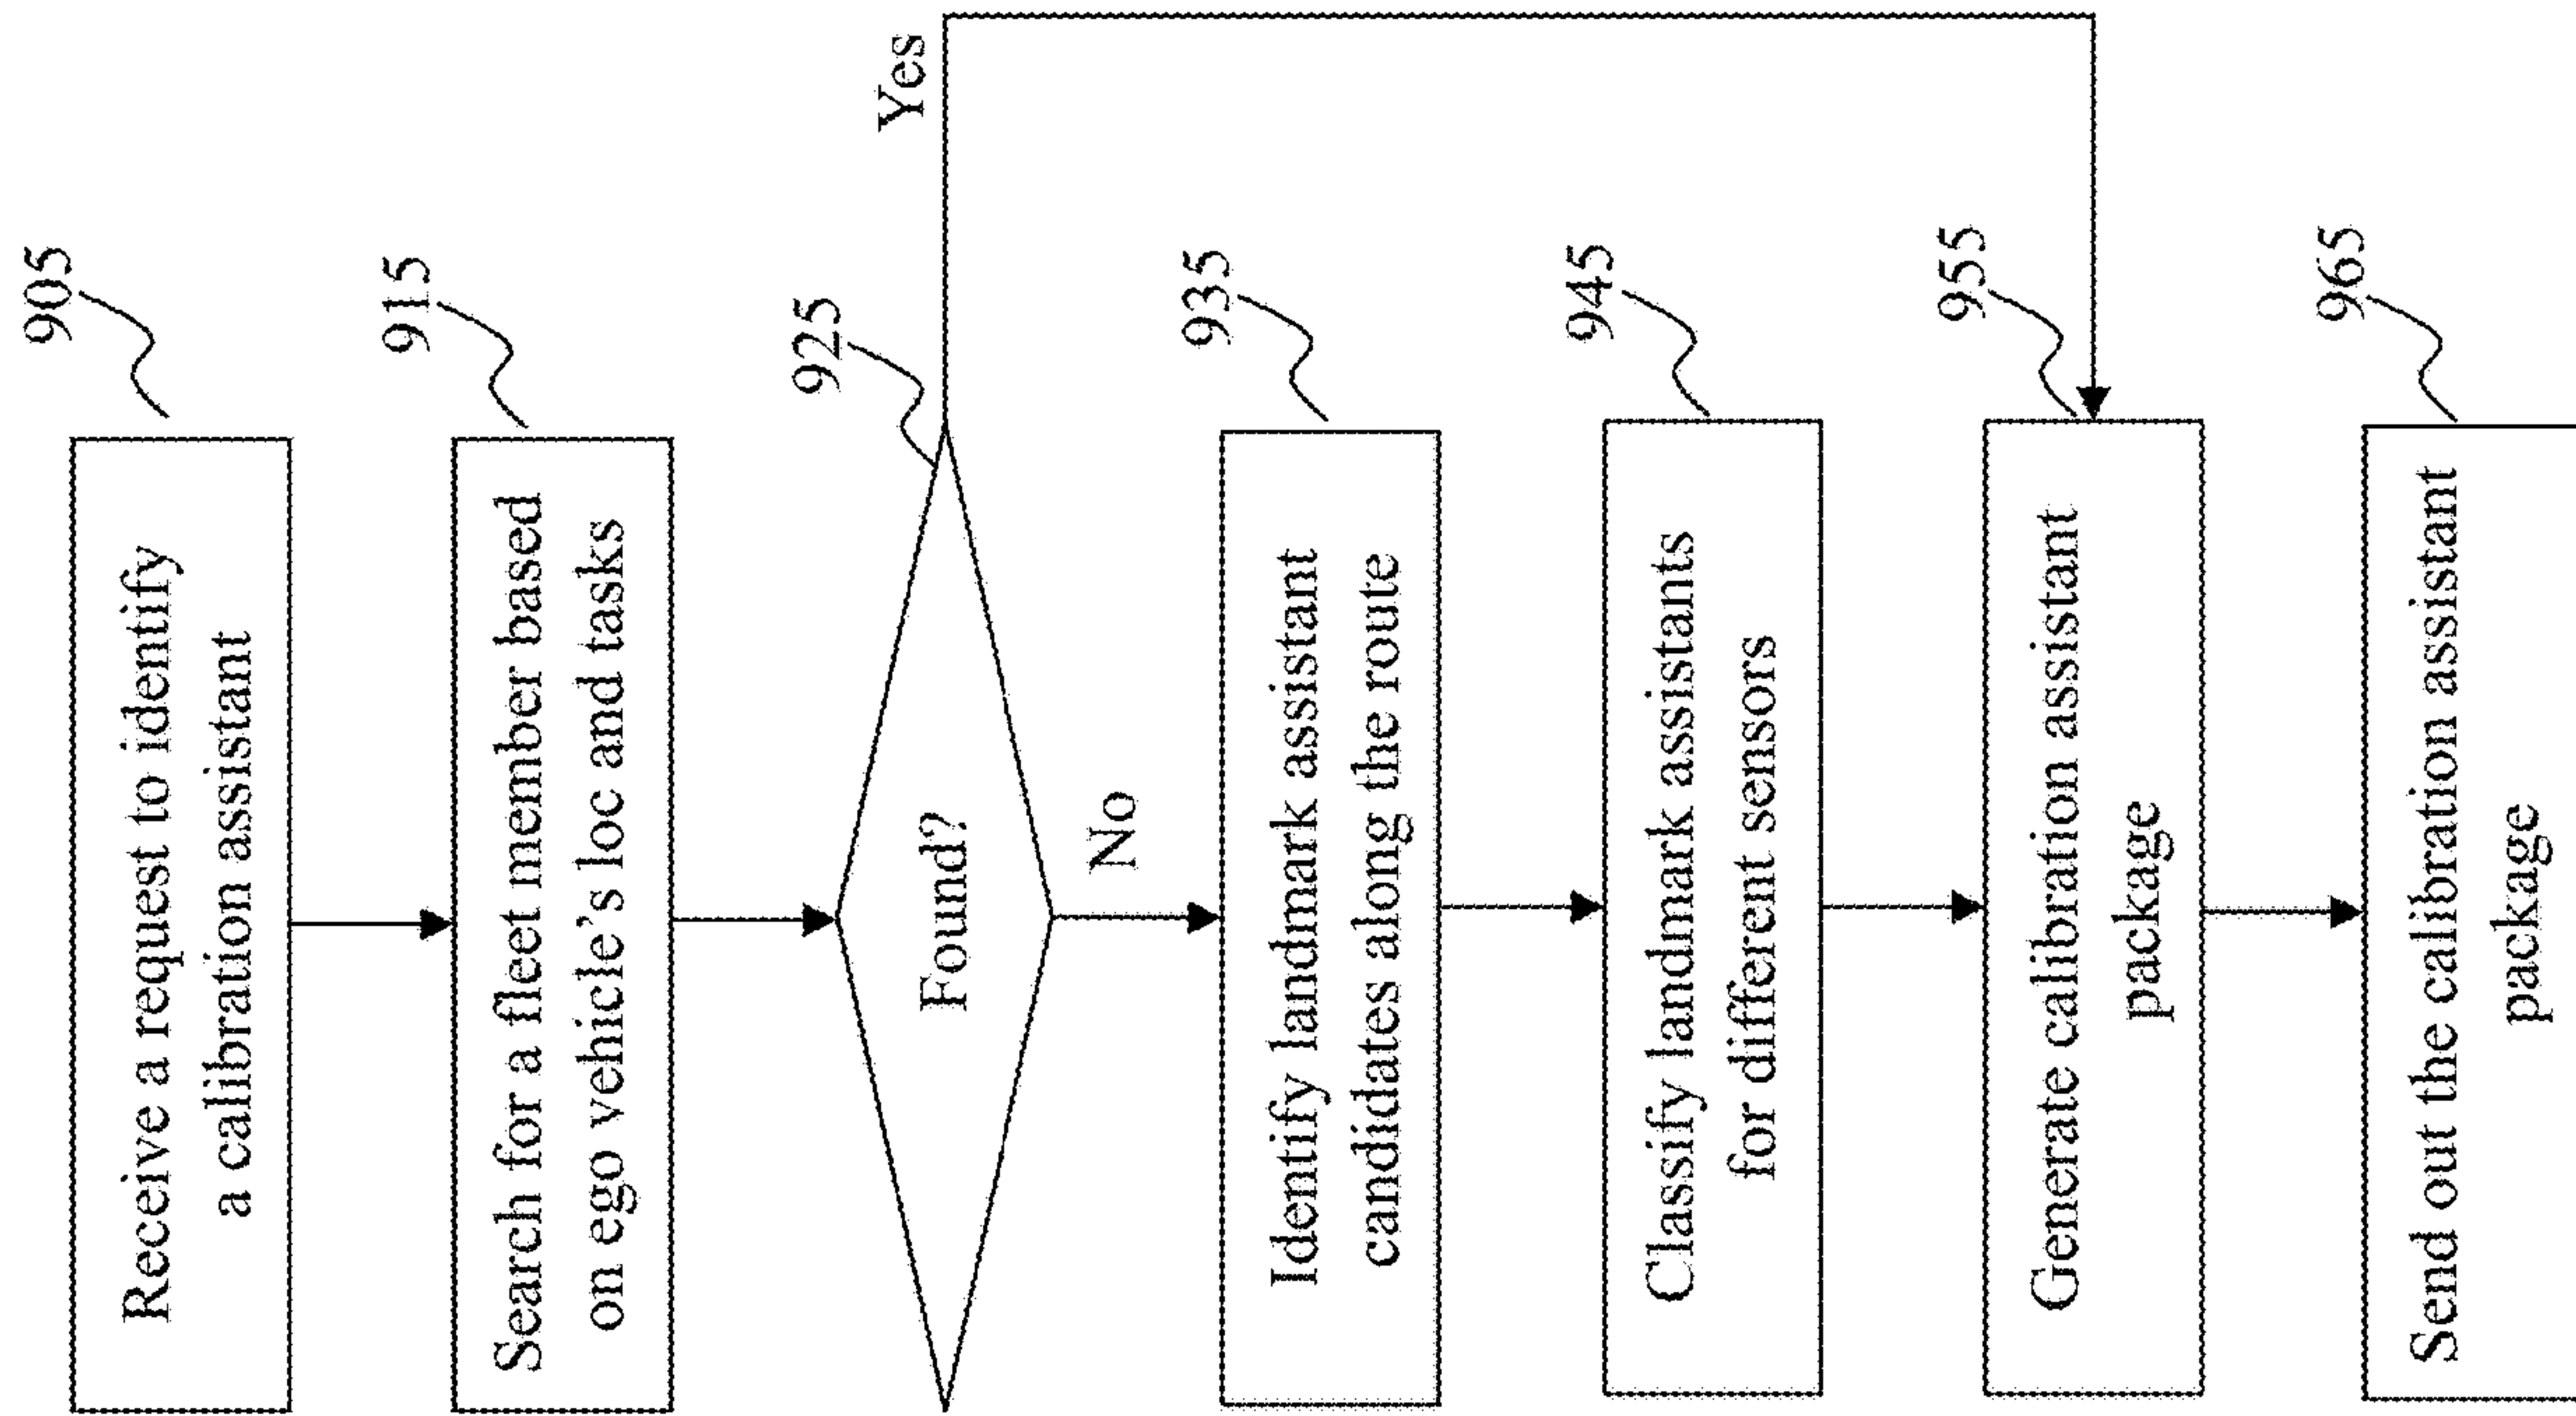 905
Receive a request to identify
a calibration assistant
915
Search for a fleet member based
on ego vehicle's loc and tasks
925
Found?
Yes
No
935
Identify landmark assistant
candidates along the route
945
Classify landmark assistants
for different sensors
955
Generate calibration assistant
package
965
Send out the calibration assistant
package